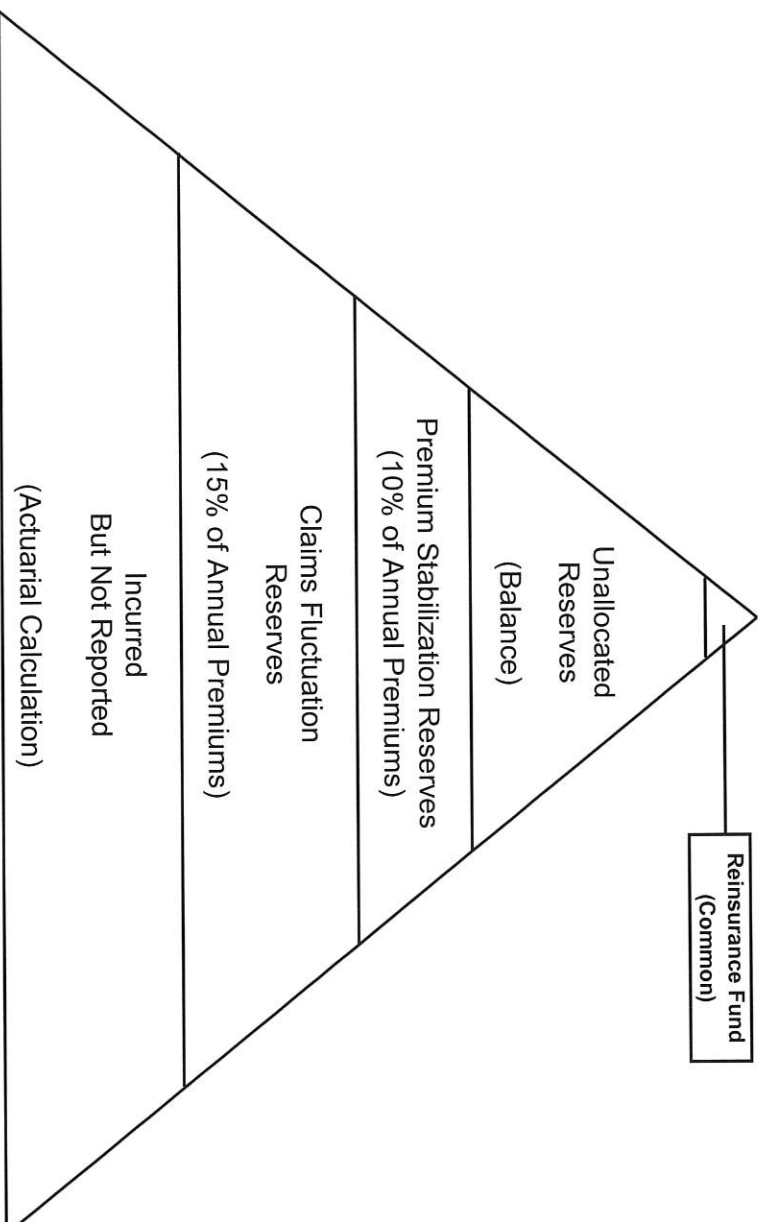 Reinsurance Fund
(Common)
Unallocated
Reserves
(Balance)
Premium Stabilization Reserves
(10% of Annual Premiums)
Claims Fluctuation
Reserves
(15% of Annual Premiums)
Incurred
But Not Reported
(Actuarial Calculation)